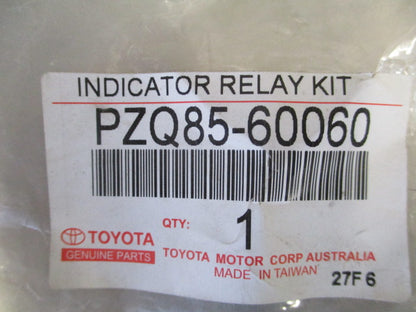 INDICATOR RELAY KIT
PZQ85-60060
QTY: 1
TOYOTA
GENUINE PARTS
TOYOTA MOTOR CORP AUSTRALIA
MADE IN TAIWAN
27F 6